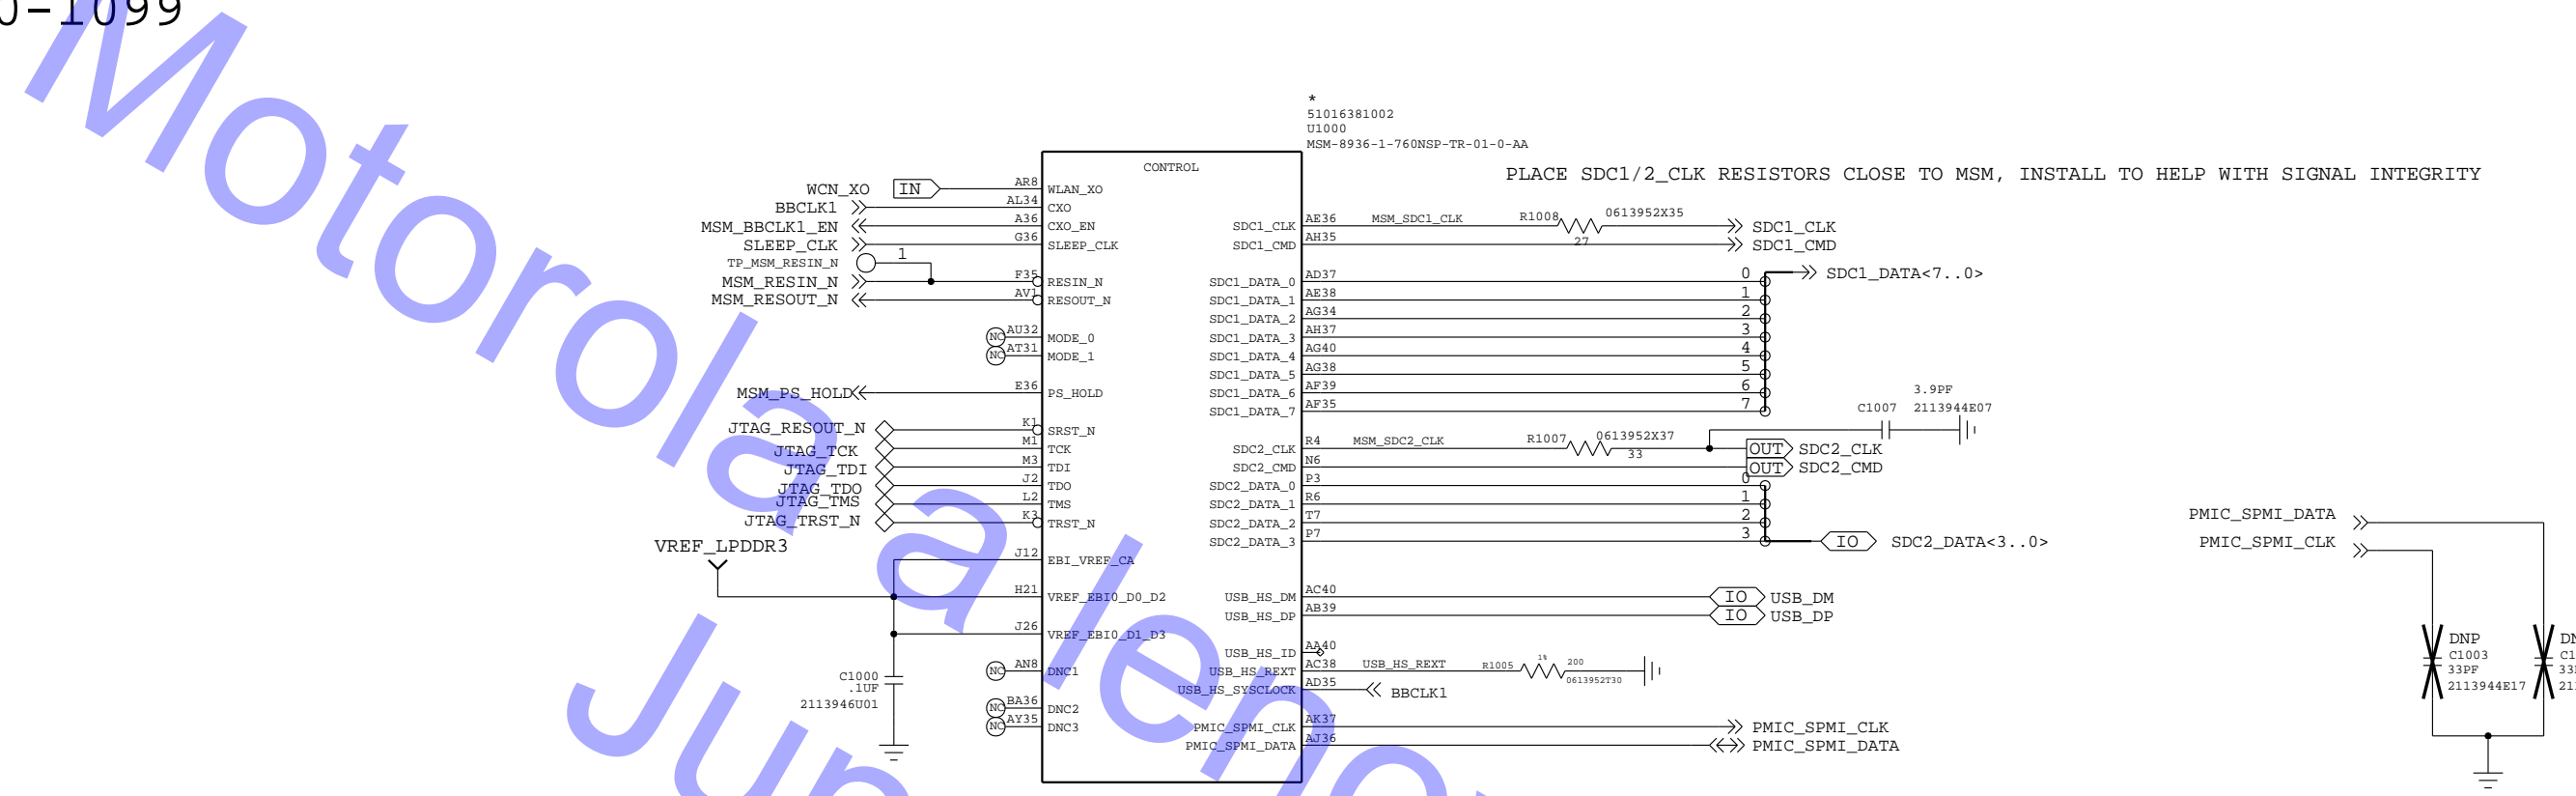 0-1099
*
51016381002
U1000
MSM-8936-1-760NSP-TR-01-0-AA
CONTROL
PLACE SDC1/2_CLK RESISTORS CLOSE TO MSM, INSTALL TO HELP WITH SIGNAL INTEGRITY
WCN_XO IN AR8 WLAN_XO
BBCLK1 AL34 CXO
MSM_BBCLK1_EN A36 CXO_EN
SLEEP_CLK G36 SLEEP_CLK
TP_MSM_RESIN_N 1
MSM_RESIN_N F35 RESIN_N
MSM_RESOUT_N AV1 RESOUT_N
NC AU32 MODE_0
NC AT31 MODE_1
MSM_PS_HOLD E36 PS_HOLD
JTAG_RESOUT_N K1 SRST_N
JTAG_TCK M1 TCK
JTAG_TDI M3 TDI
JTAG_TDO J2 TDO
JTAG_TMS L2 TMS
JTAG_TRST_N K3 TRST_N
VREF_LPDDR3
J12 EBI_VREF_CA
H21 VREF_EBI0_D0_D2
J26 VREF_EBI0_D1_D3
NC AN8 DNC1
C1000
.1UF
2113946U01
NC BA36 DNC2
NC AY35 DNC3
SDC1_CLK AE36 MSM_SDC1_CLK R1008 0613952X35 27 SDC1_CLK
SDC1_CMD AH35 SDC1_CMD
SDC1_DATA_0 AD37 0 SDC1_DATA<7..0>
SDC1_DATA_1 AE38 1
SDC1_DATA_2 AG34 2
SDC1_DATA_3 AH37 3
SDC1_DATA_4 AG40 4
SDC1_DATA_5 AG38 5
SDC1_DATA_6 AF39 6
SDC1_DATA_7 AF35 7
3.9PF
C1007 2113944E07
SDC2_CLK R4 MSM_SDC2_CLK R1007 0613952X37 33 OUT SDC2_CLK
SDC2_CMD N6 OUT SDC2_CMD
SDC2_DATA_0 P3 0
SDC2_DATA_1 R6 1
SDC2_DATA_2 T7 2
SDC2_DATA_3 P7 3 IO SDC2_DATA<3..0>
USB_HS_DM AC40 IO USB_DM
USB_HS_DP AB39 IO USB_DP
USB_HS_ID AA40
USB_HS_REXT AC38 USB_HS_REXT R1005 1% 200 0613952T30
USB_HS_SYSCLOCK AD35 BBCLK1
PMIC_SPMI_CLK AK37 PMIC_SPMI_CLK
PMIC_SPMI_DATA AJ36 PMIC_SPMI_DATA
PMIC_SPMI_DATA
PMIC_SPMI_CLK
DNP
C1003
33PF
2113944E17
Motorola a leno
Jun